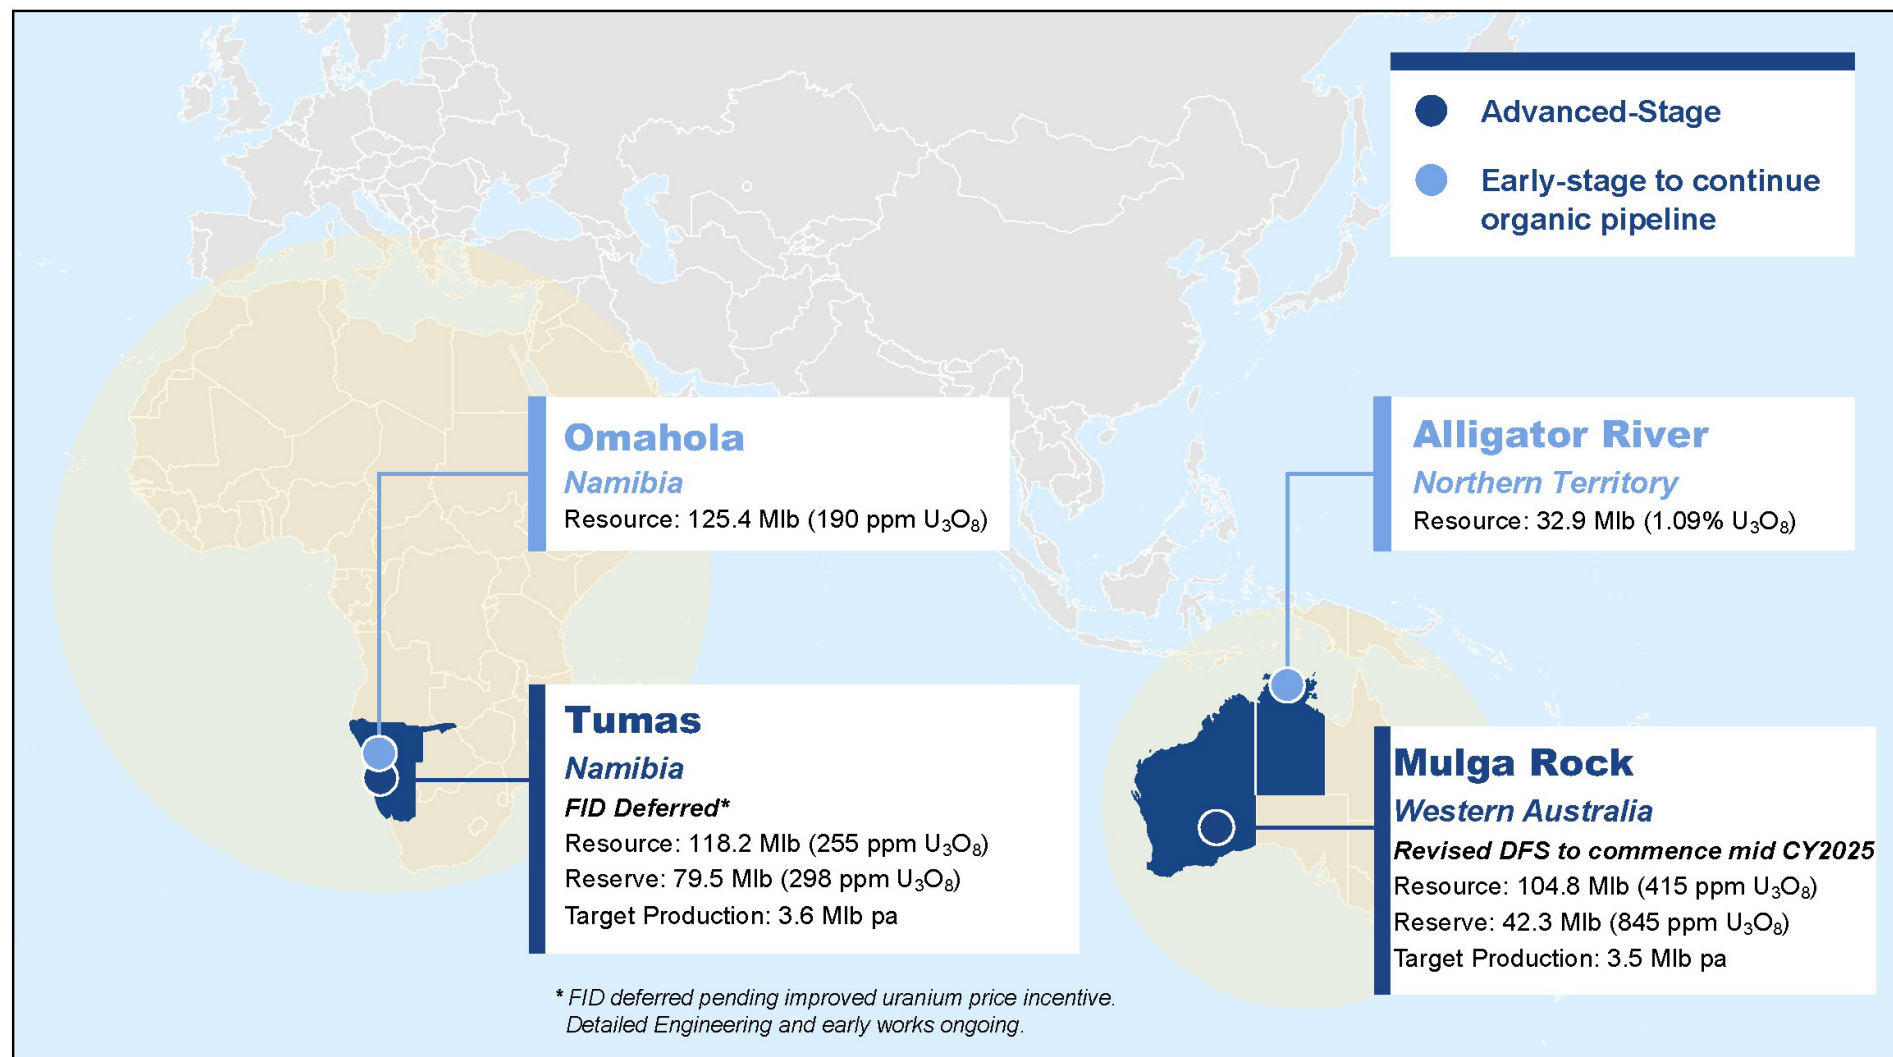 Advanced-Stage
Early-stage to continue
organic pipeline
Omahola
Namibia
Resource: 125.4 Mlb (190 ppm U₃O₈)
Alligator River
Northern Territory
Resource: 32.9 Mlb (1.09% U₃O₈)
Tumas
Namibia
FID Deferred*
Resource: 118.2 Mlb (255 ppm U₃O₈)
Reserve: 79.5 Mlb (298 ppm U₃O₈)
Target Production: 3.6 Mlb pa
Mulga Rock
Western Australia
Revised DFS to commence mid CY2025
Resource: 104.8 Mlb (415 ppm U₃O₈)
Reserve: 42.3 Mlb (845 ppm U₃O₈)
Target Production: 3.5 Mlb pa
* FID deferred pending improved uranium price incentive.
Detailed Engineering and early works ongoing.